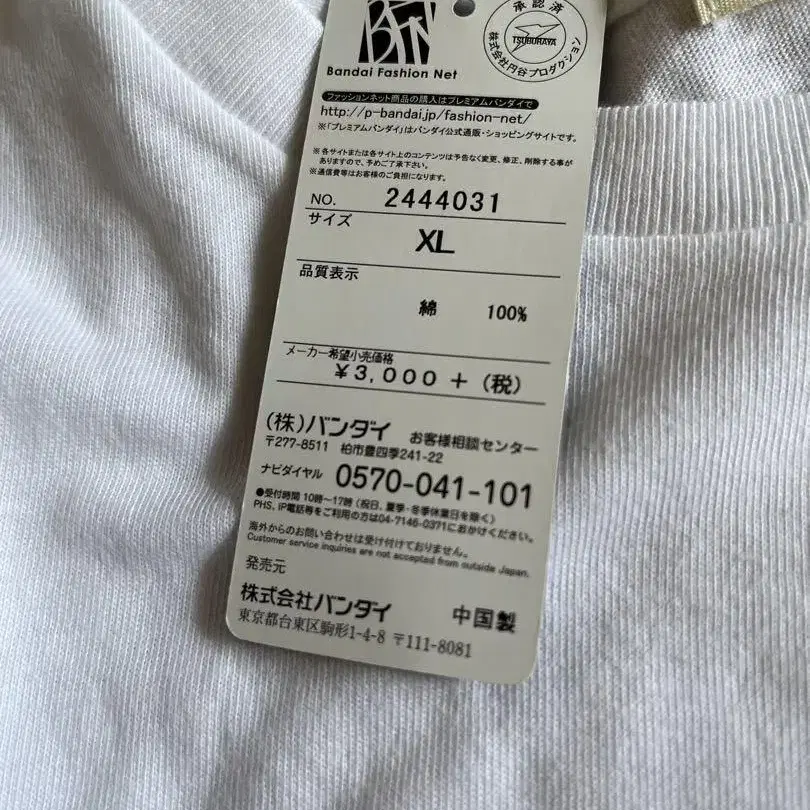 承認済
TSUBURAYA
株式会社円谷プロダクション
Bandai Fashion Net
ファッションネット商品の購入はプレミアムバンダイで
http://p-bandai.jp/fashion-net/
※「プレミアムバンダイ」はバンダイ公式通販・ショッピングサイトです。
※ 各サイトまたは各サイト上のコンテンツは予告なく変更、修正、削除する事が
ありますので、予めご了承下さい。
※通信費等はお客様のご負担になります。
NO. 2444031
サイズ
XL
品質表示
綿 100%
メーカー希望小売価格
¥3,000 + (税)
(株)バンダイ お客様相談センター
〒277-8511 柏市豊四季241-22
ナビダイヤル 0570-041-101
●受付時間 10時~17時 (祝日、夏季・冬季休業日を除く)
PHS、IP電話等をご利用の方は04-7146-0371におかけください。
海外からのお問い合わせは受け付けておりません。
Customer service inquiries are not accepted from outside Japan.
発売元
株式会社バンダイ 中国製
東京都台東区駒形1-4-8 〒111-8081